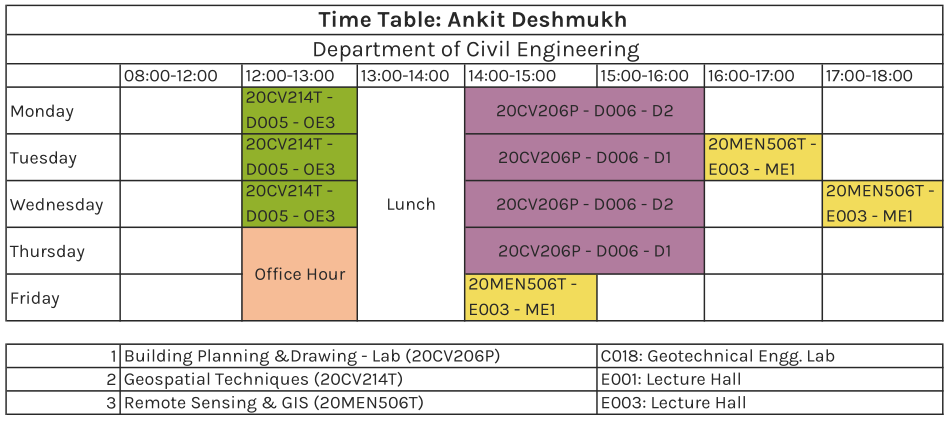 Time Table: Ankit Deshmukh
Department of Civil Engineering
08:00-12:00 12:00-13:00 13:00-14:00 14:00-15:00 15:00-16:00 16:00-17:00 17:00-18:00
Monday 20CV214T - D005 - OE3 20CV206P - D006 - D2
Tuesday 20CV214T - D005 - OE3 20CV206P - D006 - D1 20MEN506T - E003 - ME1
Wednesday 20CV214T - D005 - OE3 Lunch 20CV206P - D006 - D2 20MEN506T - E003 - ME1
Thursday 20CV206P - D006 - D1
Office Hour
Friday 20MEN506T - E003 - ME1
1 Building Planning &Drawing - Lab (20CV206P) C018: Geotechnical Engg. Lab
2 Geospatial Techniques (20CV214T) E001: Lecture Hall
3 Remote Sensing & GIS (20MEN506T) E003: Lecture Hall